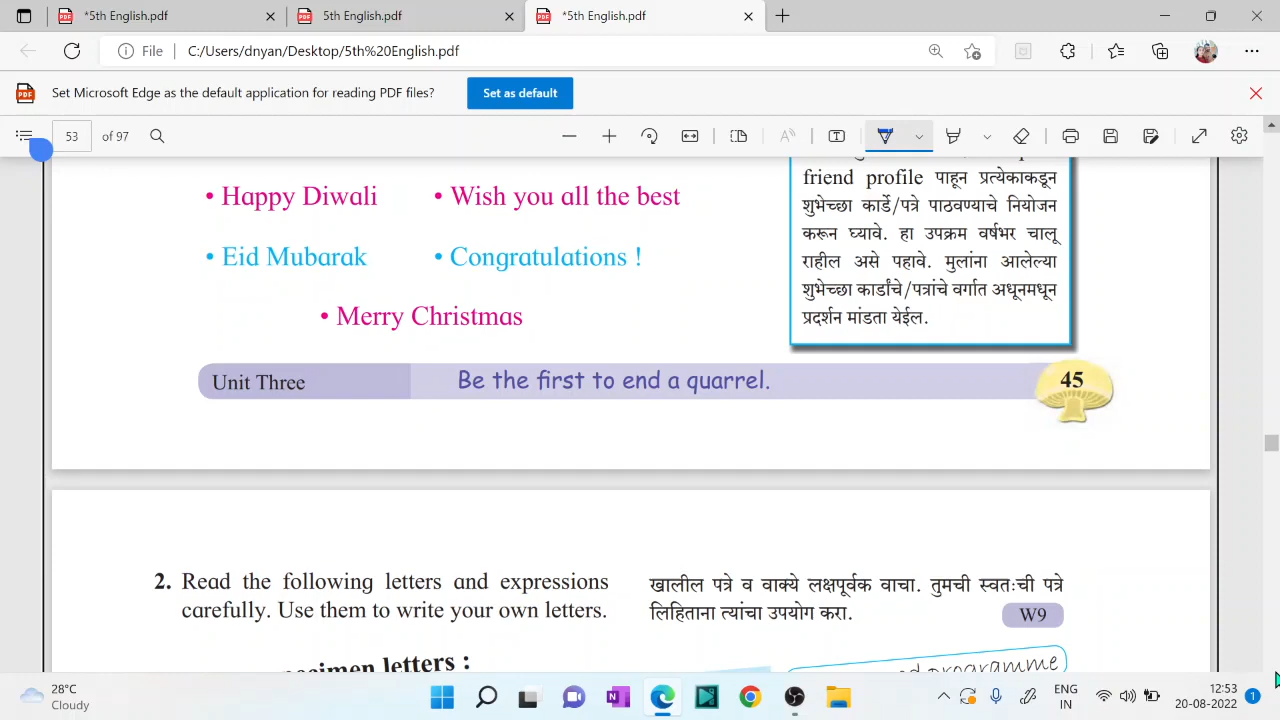 *5th English.pdf
*5th English.pdf
*5th English.pdf
File
C:/Users/dnyan/Desktop/5th%20English.pdf
Set Microsoft Edge as the default application for reading PDF files?
Set as default
53 of 97
• Happy Diwali
• Wish you all the best
• Eid Mubarak
• Congratulations !
• Merry Christmas
friend profile पाहून प्रत्येकाकडून
शुभेच्छा कार्डे/पत्रे पाठवण्याचे नियोजन
करून घ्यावे. हा उपक्रम वर्षभर चालू
राहील असे पहावे. मुलांना आलेल्या
शुभेच्छा कार्डांचे/पत्रांचे वर्गात अधूनमधून
प्रदर्शन मांडता येईल.
Unit Three
Be the first to end a quarrel.
45
2. Read the following letters and expressions
carefully. Use them to write your own letters.
खालील पत्रे व वाक्ये लक्षपूर्वक वाचा. तुमची स्वतःची पत्रे
लिहिताना त्यांचा उपयोग करा.
W9
letters :
programme
28°C
Cloudy
ENG
IN
12:53
20-08-2022
1